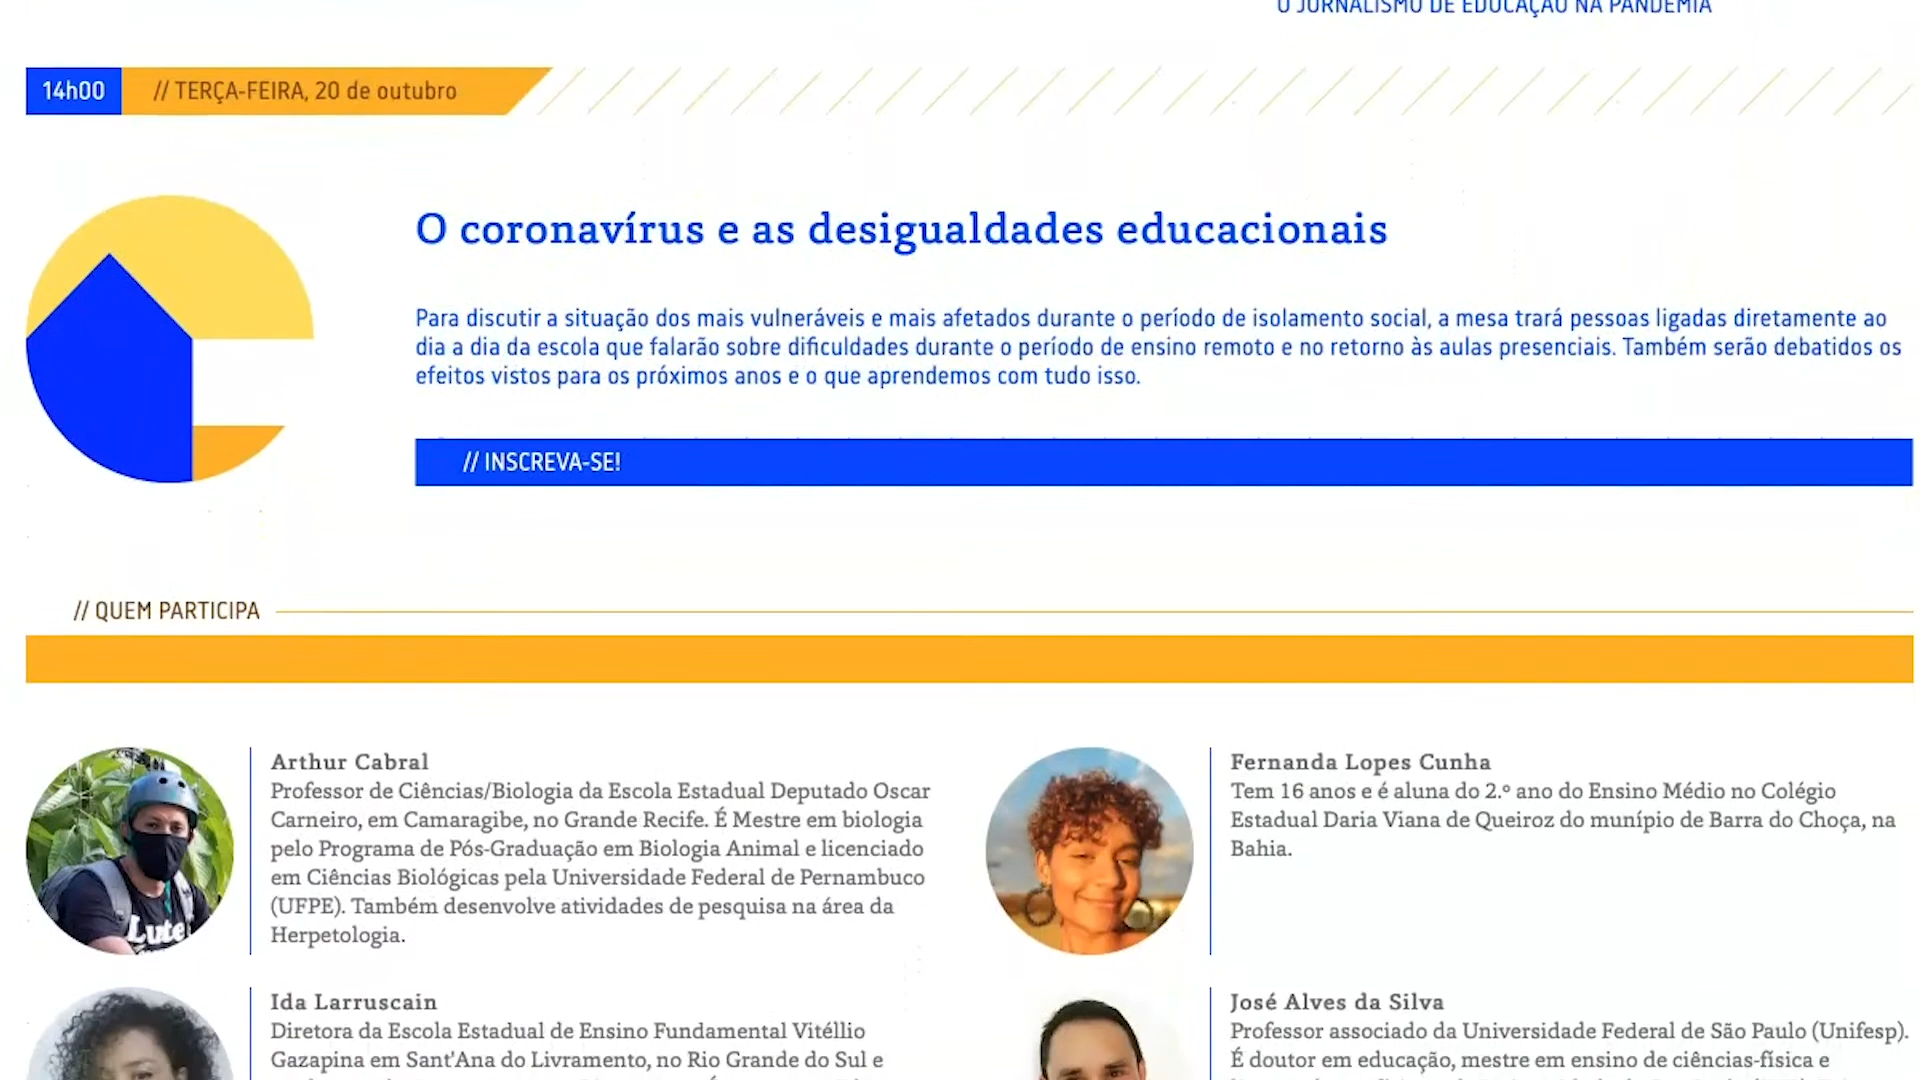 O JORNALISMO DE EDUCAÇÃO NA PANDEMIA
14h00 // TERÇA-FEIRA, 20 de outubro
O coronavírus e as desigualdades educacionais
Para discutir a situação dos mais vulneráveis e mais afetados durante o período de isolamento social, a mesa trará pessoas ligadas diretamente ao
dia a dia da escola que falarão sobre dificuldades durante o período de ensino remoto e no retorno às aulas presenciais. Também serão debatidos os
efeitos vistos para os próximos anos e o que aprendemos com tudo isso.
// INSCREVA-SE!
// QUEM PARTICIPA
Arthur Cabral
Professor de Ciências/Biologia da Escola Estadual Deputado Oscar
Carneiro, em Camaragibe, no Grande Recife. É Mestre em biologia
pelo Programa de Pós-Graduação em Biologia Animal e licenciado
em Ciências Biológicas pela Universidade Federal de Pernambuco
(UFPE). Também desenvolve atividades de pesquisa na área da
Herpetologia.
Lute
Fernanda Lopes Cunha
Tem 16 anos e é aluna do 2.º ano do Ensino Médio no Colégio
Estadual Daria Viana de Queiroz do munípio de Barra do Choça, na
Bahia.
Ida Larruscain
Diretora da Escola Estadual de Ensino Fundamental Vitéllio
Gazapina em Sant'Ana do Livramento, no Rio Grande do Sul e
José Alves da Silva
Professor associado da Universidade Federal de São Paulo (Unifesp).
É doutor em educação, mestre em ensino de ciências-física e